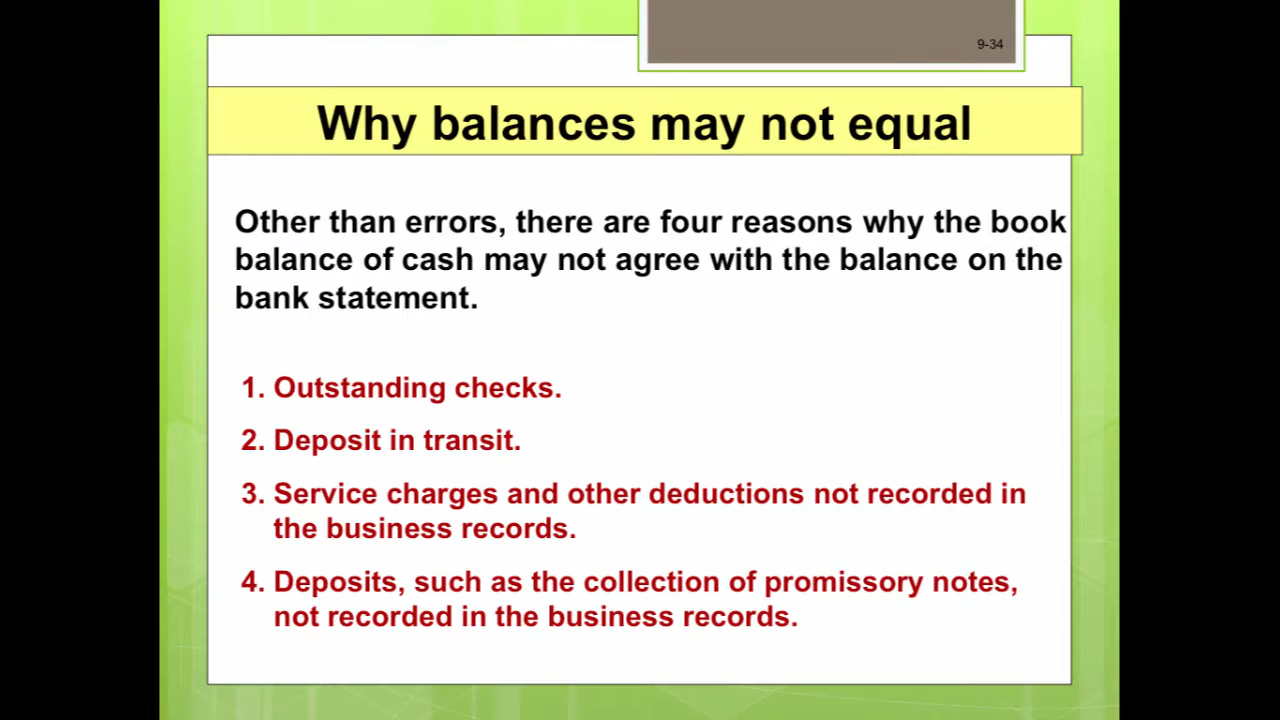 9-34
Why balances may not equal
Other than errors, there are four reasons why the book
balance of cash may not agree with the balance on the
bank statement.
1. Outstanding checks.
2. Deposit in transit.
3. Service charges and other deductions not recorded in
the business records.
4. Deposits, such as the collection of promissory notes,
not recorded in the business records.